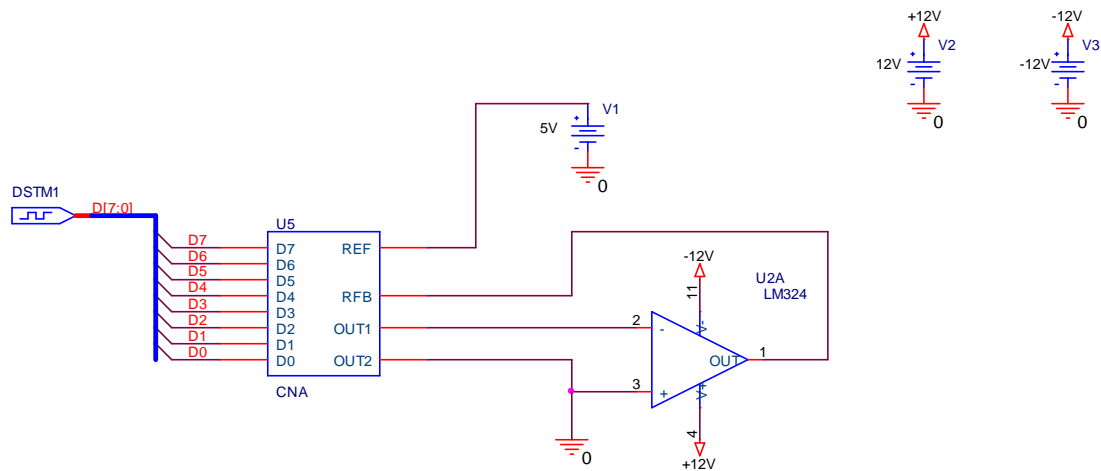 +12V
V2
12V
0
-12V
V3
-12V
0
V1
5V
0
DSTM1
D[7:0]
U5
D7 D7 REF
D6 D6
D5 D5
D4 D4 RFB
D3 D3
D2 D2 OUT1
D1 D1
D0 D0 OUT2
CNA
-12V
11
V-
U2A
LM324
2 -
OUT 1
3 +
V+
4
+12V
0